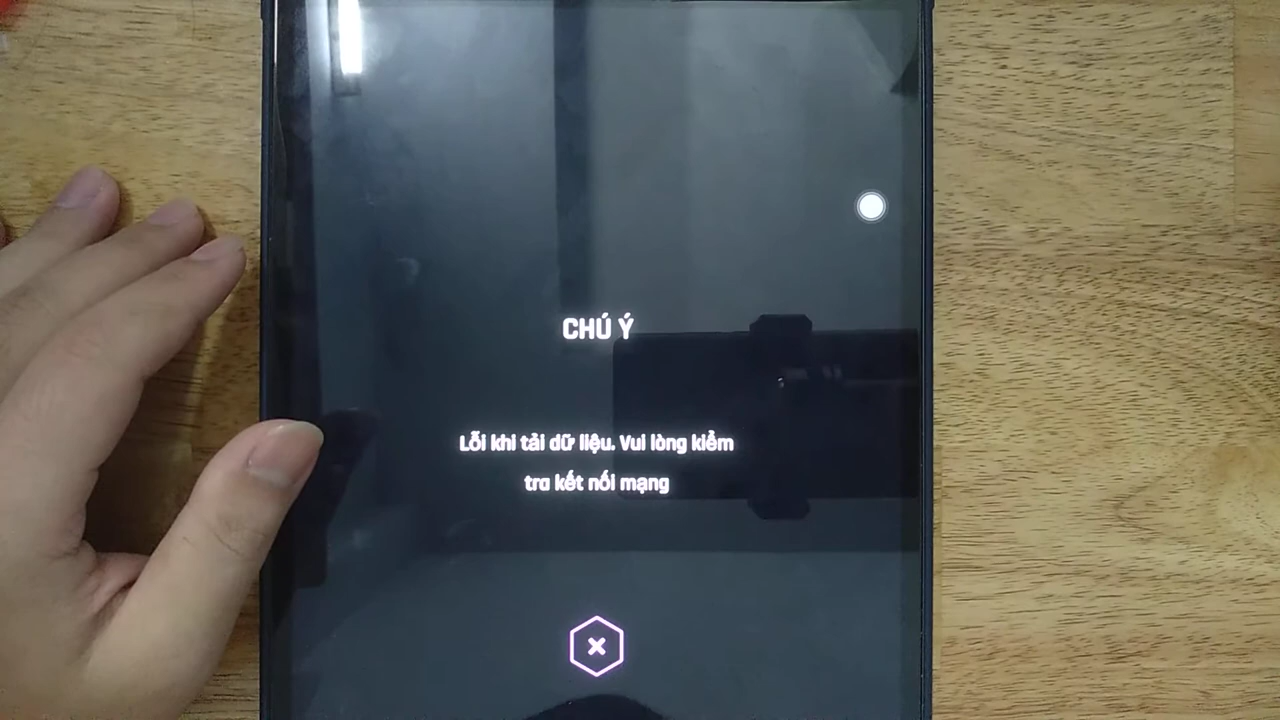 CHÚ Ý
Lỗi khi tải dữ liệu. Vui lòng kiểm
tra kết nối mạng